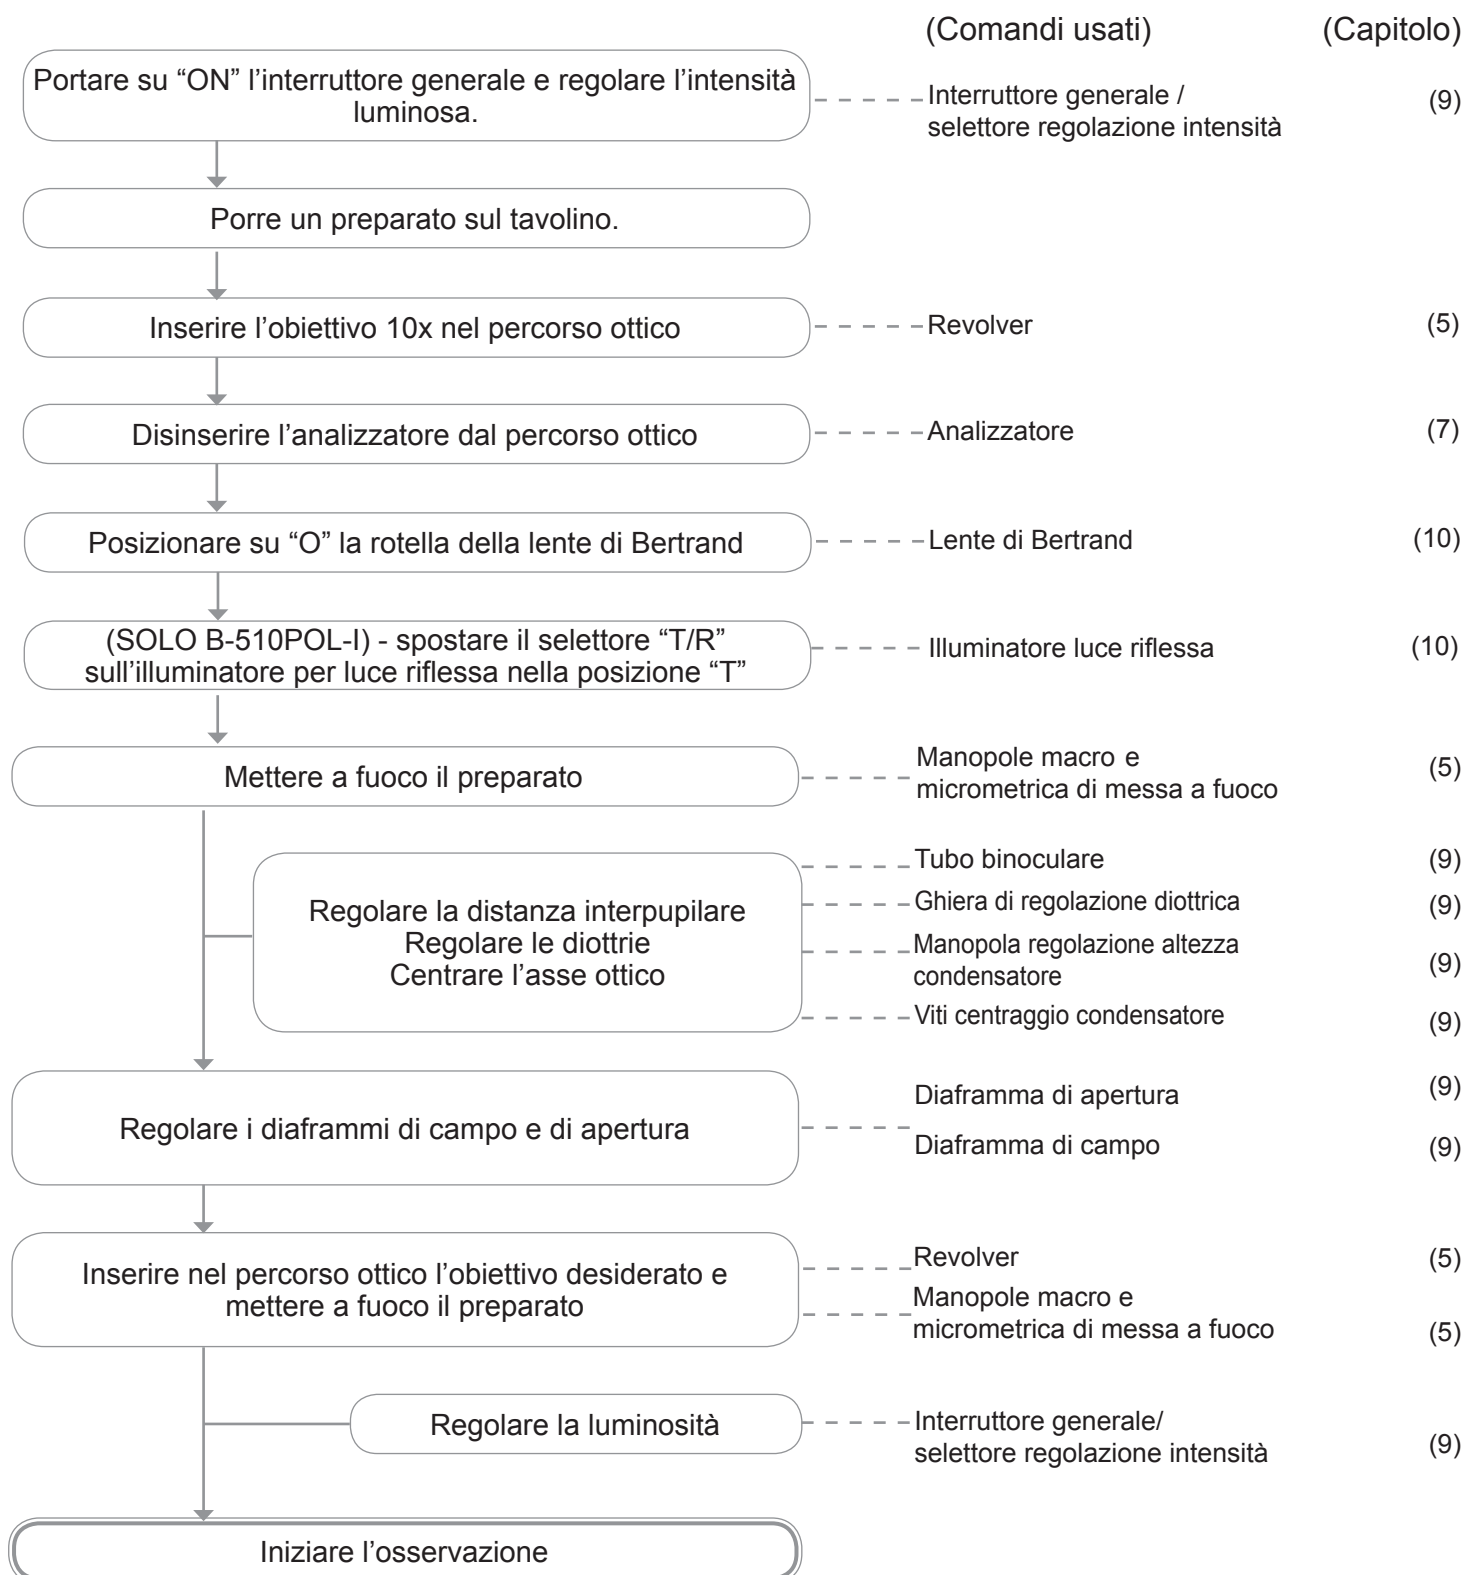 (Comandi usati) (Capitolo)
Portare su “ON” l’interruttore generale e regolare l’intensità
luminosa.
Interruttore generale /
selettore regolazione intensità
(9)
Porre un preparato sul tavolino.
Inserire l’obiettivo 10x nel percorso ottico
Revolver
(5)
Disinserire l’analizzatore dal percorso ottico
Analizzatore
(7)
Posizionare su “O” la rotella della lente di Bertrand
Lente di Bertrand
(10)
(SOLO B-510POL-I) - spostare il selettore “T/R”
sull’illuminatore per luce riflessa nella posizione “T”
Illuminatore luce riflessa
(10)
Mettere a fuoco il preparato
Manopole macro e
micrometrica di messa a fuoco
(5)
Regolare la distanza interpupilare
Regolare le diottrie
Centrare l’asse ottico
Tubo binoculare
(9)
Ghiera di regolazione diottrica
(9)
Manopola regolazione altezza
condensatore
(9)
Viti centraggio condensatore
(9)
Regolare i diaframmi di campo e di apertura
Diaframma di apertura
(9)
Diaframma di campo
(9)
Inserire nel percorso ottico l’obiettivo desiderato e
mettere a fuoco il preparato
Revolver
(5)
Manopole macro e
micrometrica di messa a fuoco
(5)
Regolare la luminosità
Interruttore generale/
selettore regolazione intensità
(9)
Iniziare l’osservazione